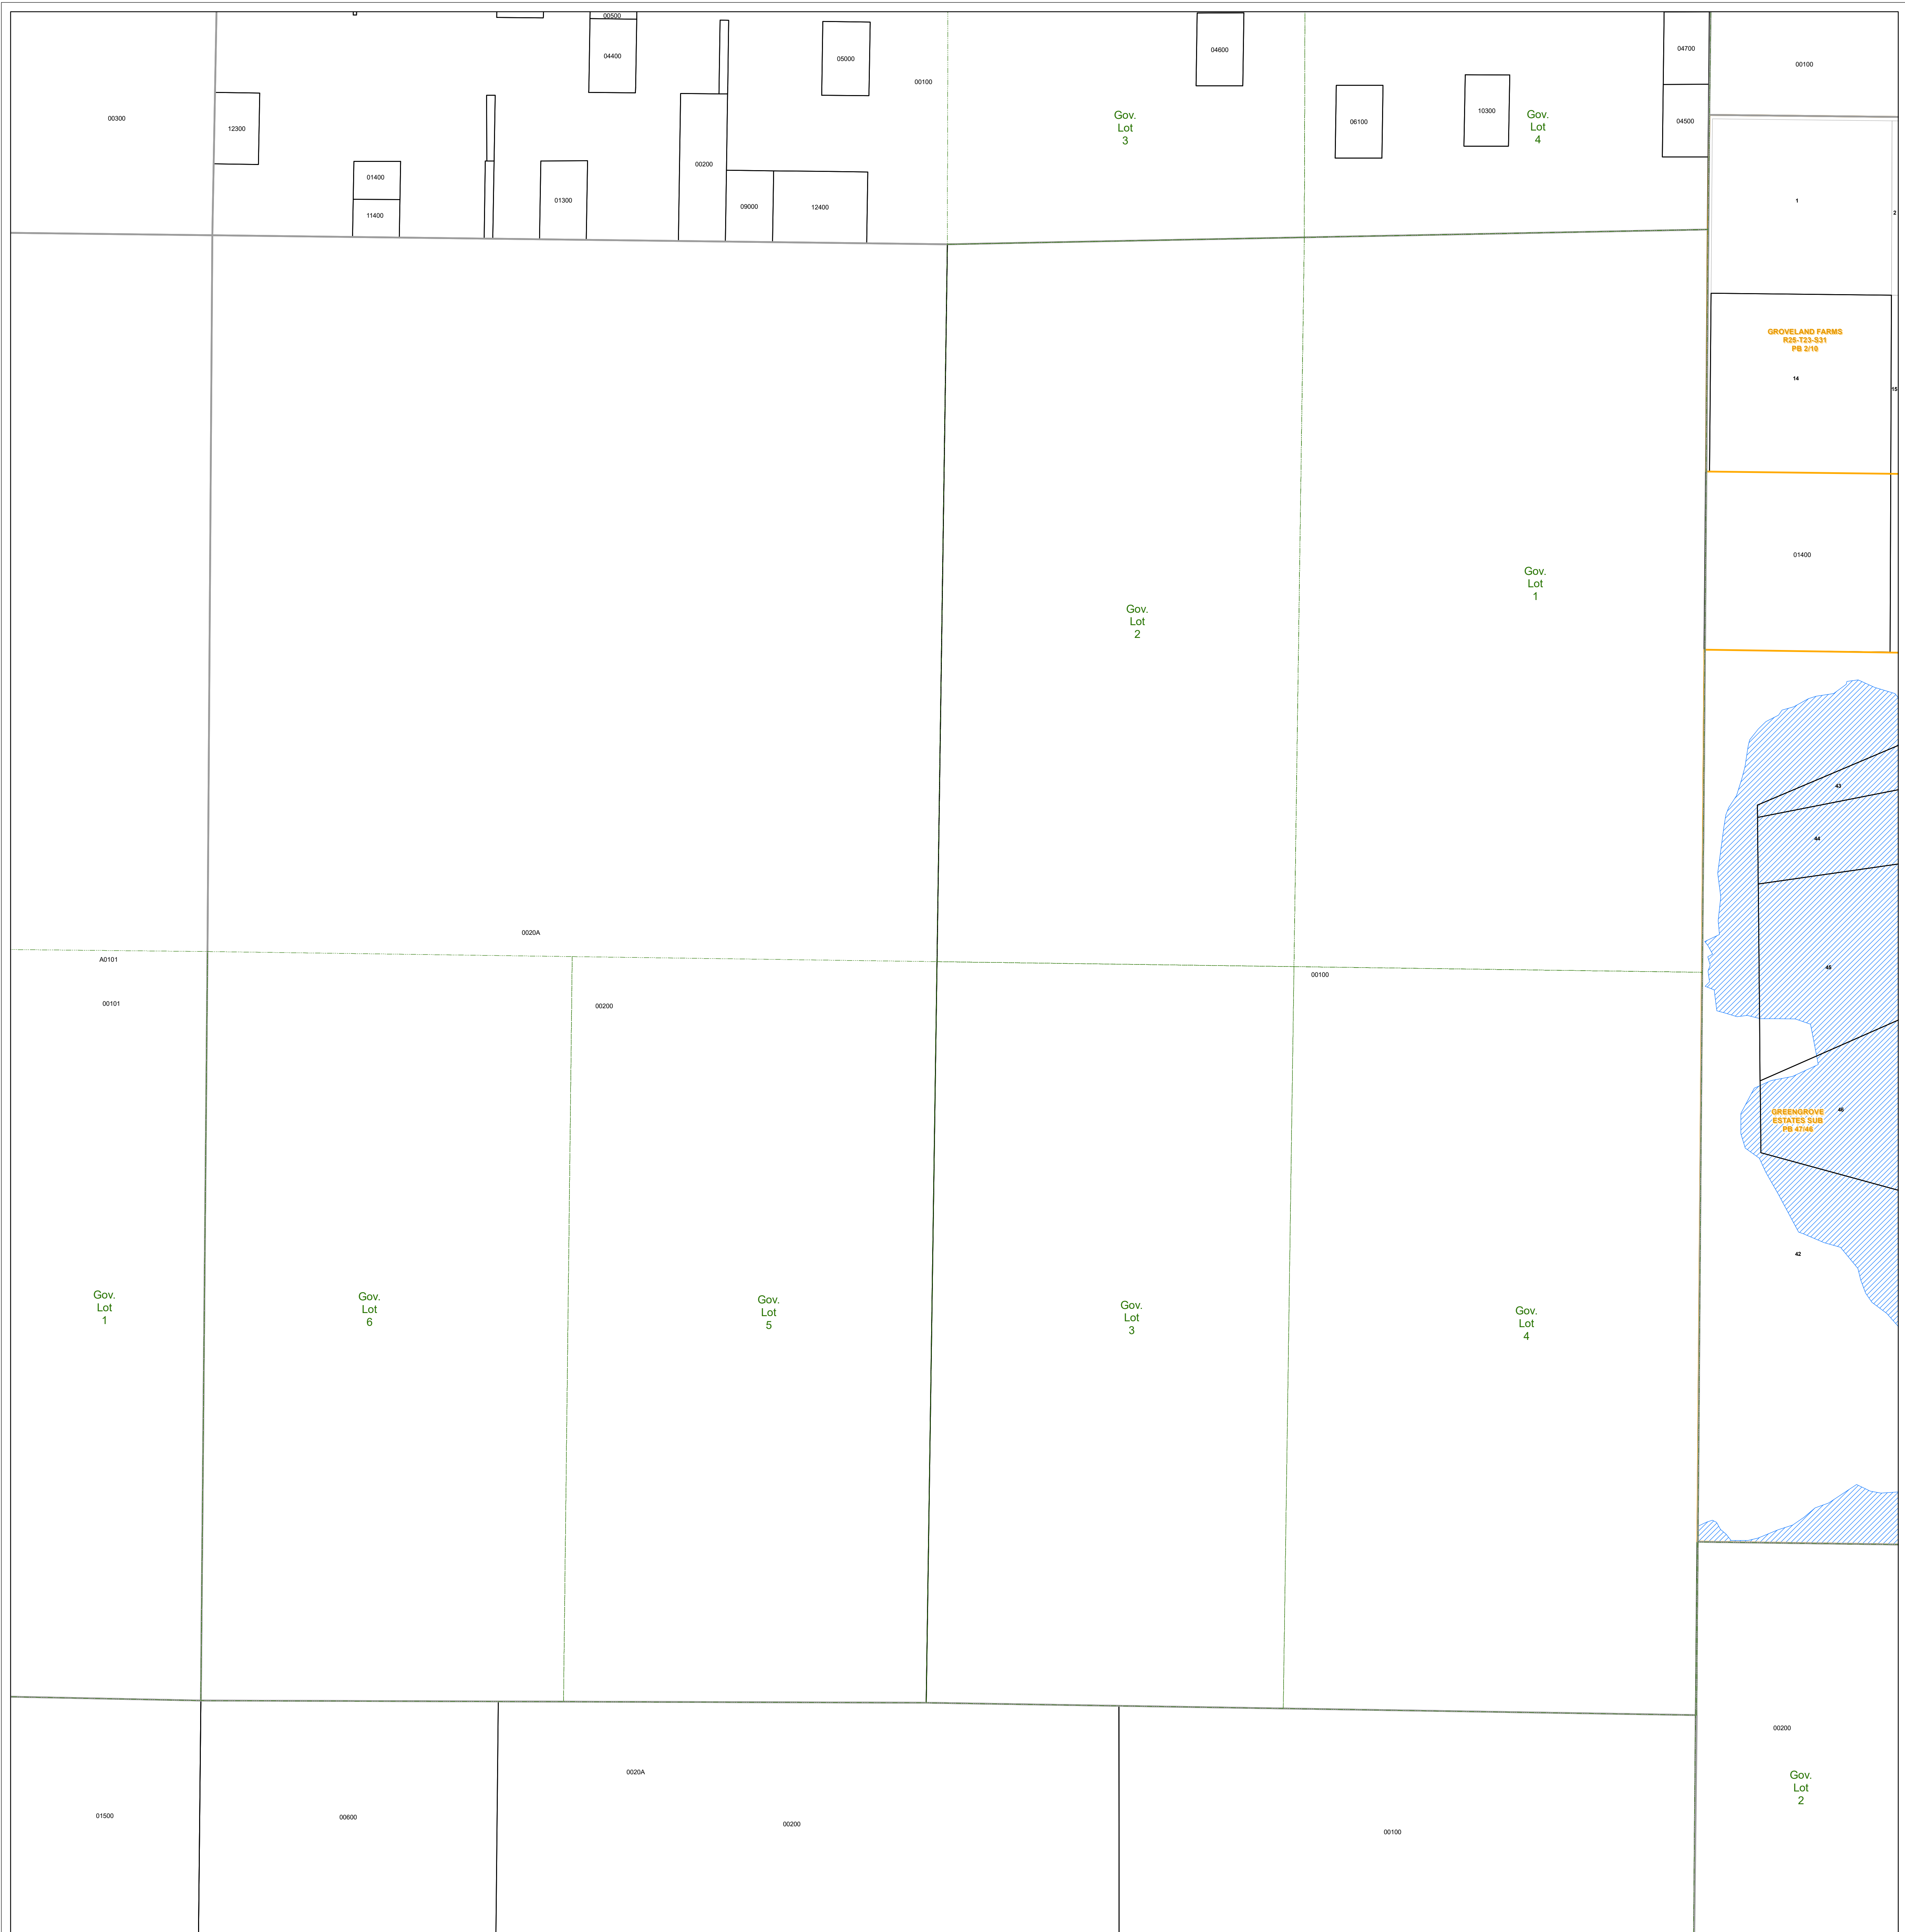 00500
04400
05000
00100
04600
04700
00100
00300
12300
Gov.
Lot
3
06100
10300
Gov.
Lot
4
04500
01400
11400
01300
00200
09000
12400
1
2
GROVELAND FARMS
R25-T23-S31
PB 2/10
14
15
01400
Gov.
Lot
2
Gov.
Lot
1
43
44
0020A
A0101
00101
00200
00100
45
46
GREENGROVE
ESTATES SUB
PB 47/46
42
Gov.
Lot
1
Gov.
Lot
6
Gov.
Lot
5
Gov.
Lot
3
Gov.
Lot
4
00200
Gov.
Lot
2
0020A
01500
00600
00200
00100